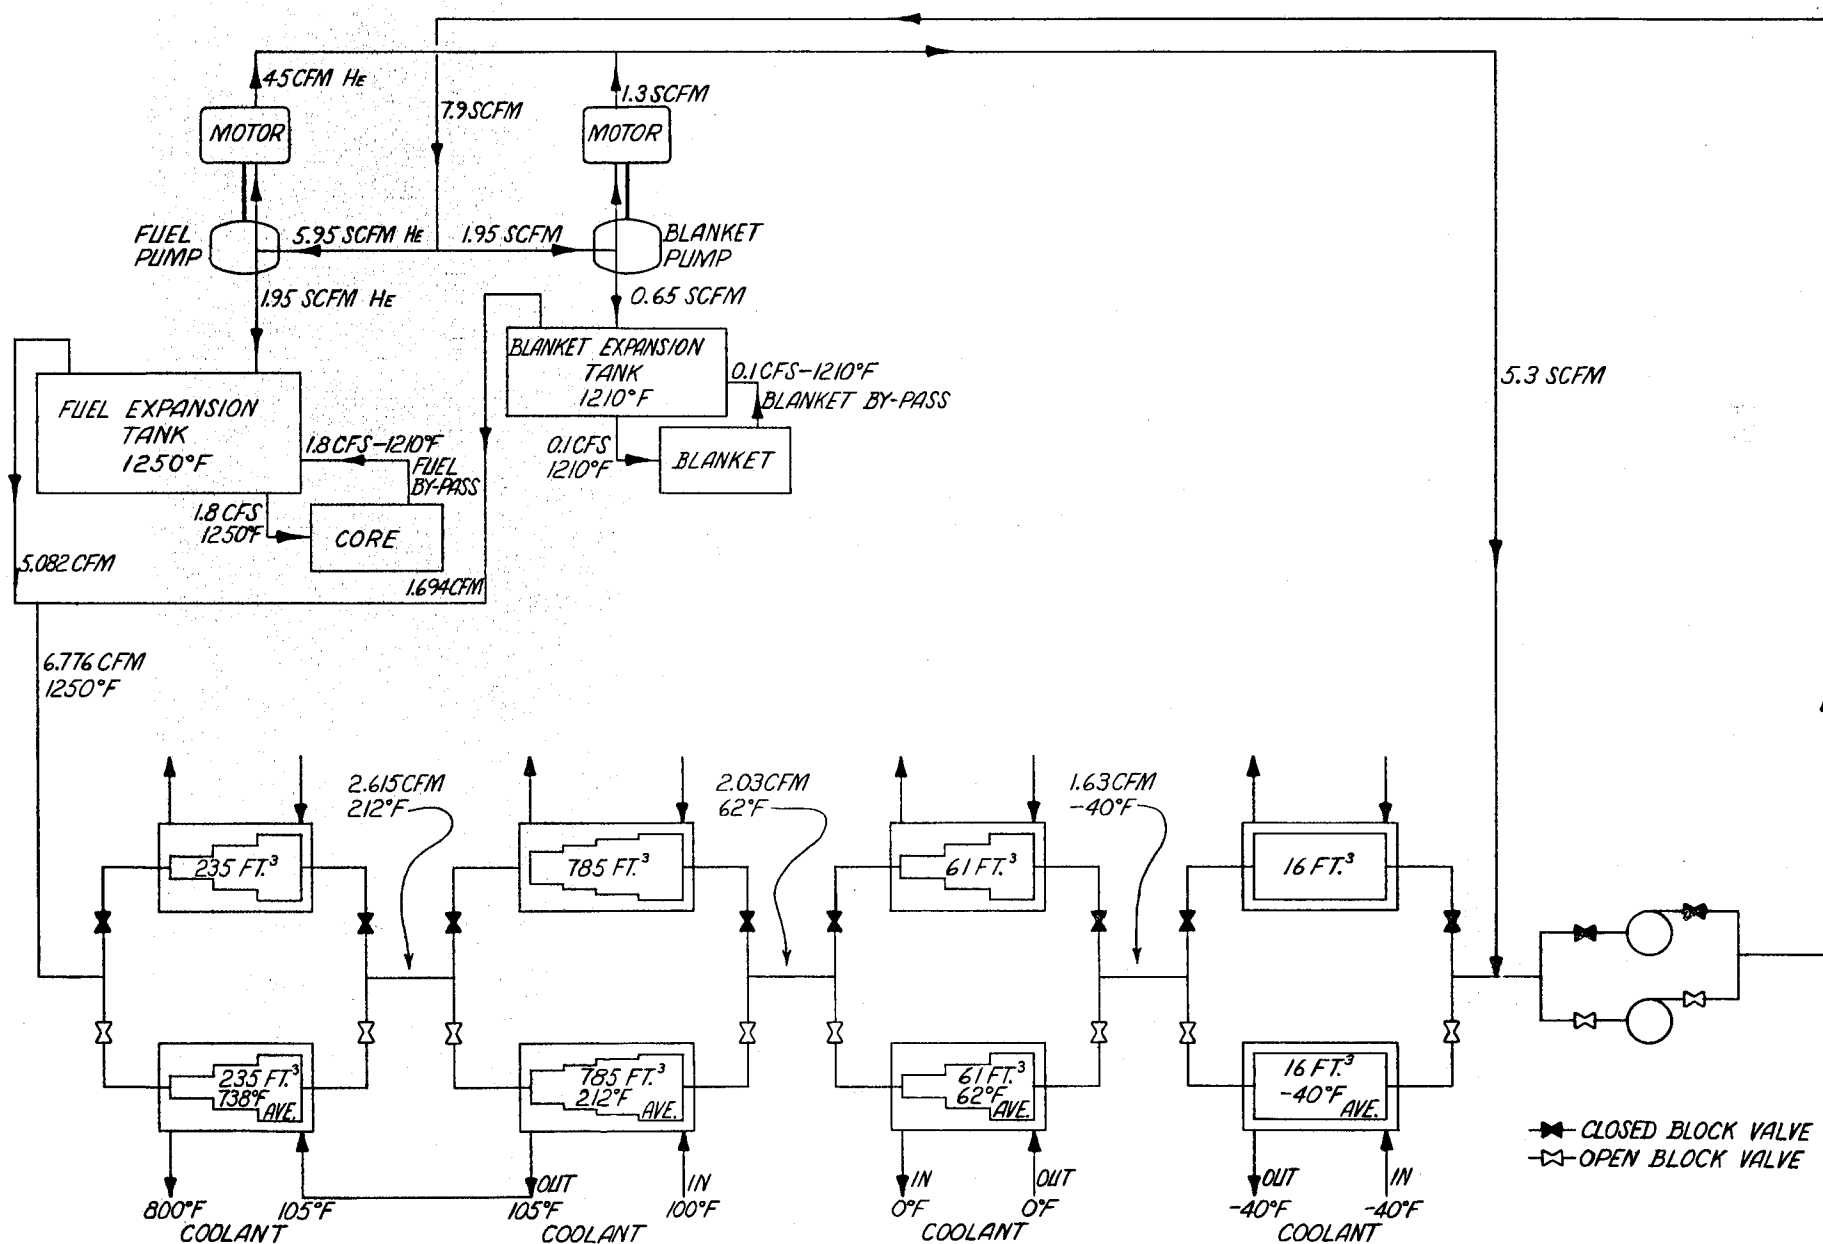 45 CFM He
MOTOR
7.9 SCFM
1.3 SCFM
MOTOR
FUEL
PUMP
5.95 SCFM He
1.95 SCFM
BLANKET
PUMP
1.95 SCFM He
0.65 SCFM
BLANKET EXPANSION
TANK
1210°F
0.1 CFS-1210°F
BLANKET BY-PASS
5.3 SCFM
FUEL EXPANSION
TANK
1250°F
1.8 CFS-1210°F
FUEL
BY-PASS
0.1 CFS
1210°F
BLANKET
1.8 CFS
1250°F
CORE
5.082 CFM
1.694 CFM
6.776 CFM
1250°F
2.615 CFM
212°F
2.03 CFM
62°F
1.63 CFM
-40°F
235 FT.³
785 FT.³
61 FT.³
16 FT.³
235 FT.³
738°F
AVE.
785 FT.³
212°F
AVE.
61 FT.³
62°F
AVE.
16 FT.³
-40°F
AVE.
CLOSED BLOCK VALVE
OPEN BLOCK VALVE
800°F
105°F
COOLANT
OUT
105°F
IN
100°F
COOLANT
IN
0°F
OUT
0°F
COOLANT
OUT
-40°F
IN
-40°F
COOLANT